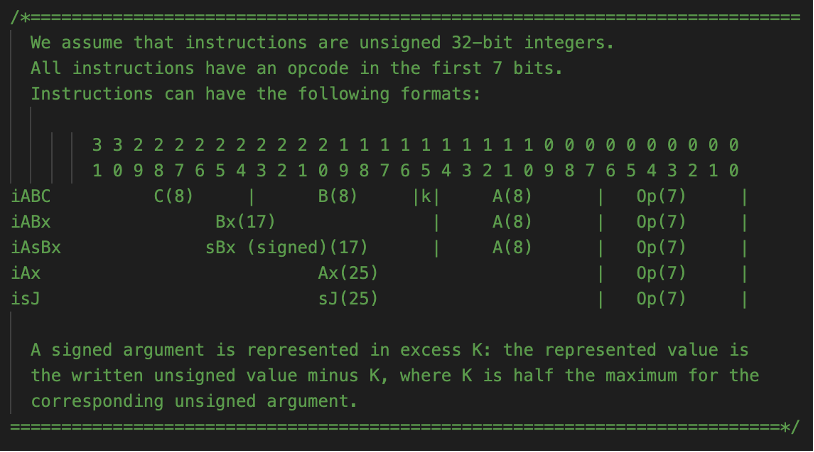 /*===========================================================================
  We assume that instructions are unsigned 32-bit integers.
  All instructions have an opcode in the first 7 bits.
  Instructions can have the following formats:
        3 3 2 2 2 2 2 2 2 2 2 2 1 1 1 1 1 1 1 1 1 1 0 0 0 0 0 0 0 0 0 0
        1 0 9 8 7 6 5 4 3 2 1 0 9 8 7 6 5 4 3 2 1 0 9 8 7 6 5 4 3 2 1 0
iABC          C(8)     |      B(8)     |k|     A(8)      |   Op(7)     |
iABx                Bx(17)               |     A(8)      |   Op(7)     |
iAsBx              sBx (signed)(17)      |     A(8)      |   Op(7)     |
iAx                           Ax(25)                     |   Op(7)     |
isJ                           sJ(25)                     |   Op(7)     |
  A signed argument is represented in excess K: the represented value is
  the written unsigned value minus K, where K is half the maximum for the
  corresponding unsigned argument.
===========================================================================*/